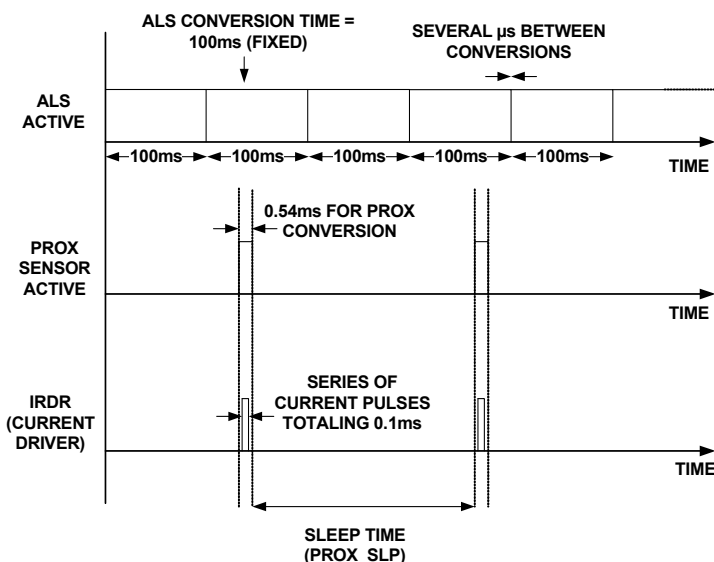 ALS CONVERSION TIME =
100ms (FIXED)
SEVERAL µs BETWEEN
CONVERSIONS
ALS
ACTIVE
100ms
100ms
100ms
100ms
100ms
TIME
0.54ms FOR PROX
CONVERSION
PROX
SENSOR
ACTIVE
TIME
SERIES OF
CURRENT PULSES
TOTALING 0.1ms
IRDR
(CURRENT
DRIVER)
TIME
SLEEP TIME
(PROX_SLP)